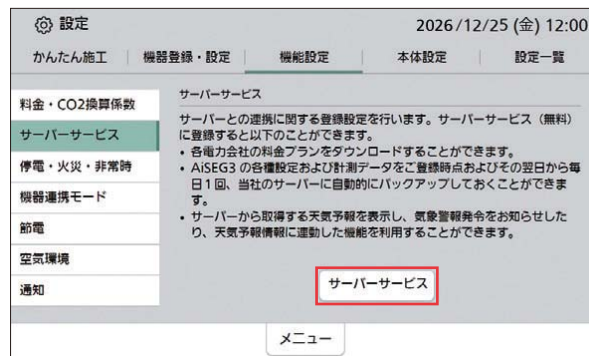 設定
2026/12/25 (金) 12:00
かんたん施工
機器登録・設定
機能設定
本体設定
設定一覧
料金・CO2換算係数
サーバーサービス
停電・火災・非常時
機器連携モード
節電
空気環境
通知
サーバーサービス
サーバーとの連携に関する登録設定を行います。サーバーサービス（無料）
に登録すると以下のことができます。
・各電力会社の料金プランをダウンロードすることができます。
・AiSEG3 の各種設定および計測データをご登録時点およびその翌日から毎
日１回、当社のサーバーに自動的にバックアップしておくことができま
す。
・サーバーから取得する天気予報を表示し、気象警報発令をお知らせした
り、天気予報情報に連動した機能を利用することができます。
サーバーサービス
メニュー